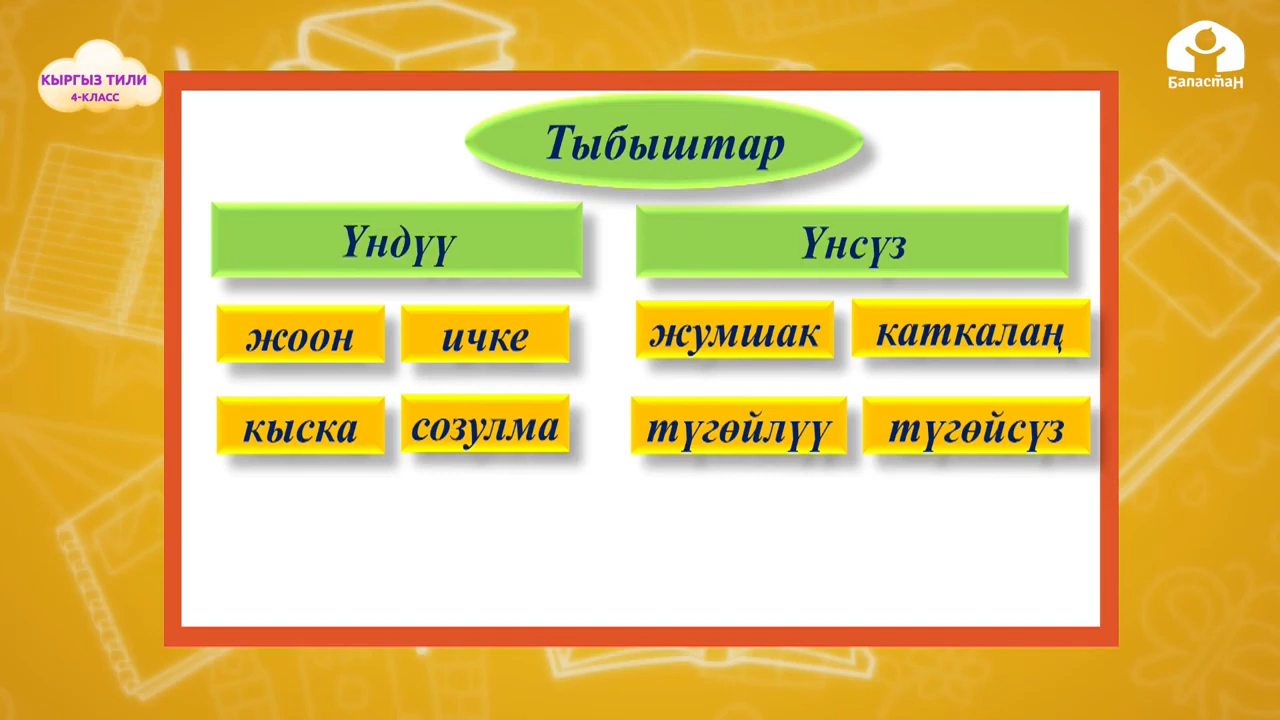 КЫРГЫЗ ТИЛИ
4-КЛАСС
Баластан
Тыбыштар
Үндүү
Үнсүз
жоон
ичке
жумшак
каткалаң
кыска
созулма
түгөйлүү
түгөйсүз